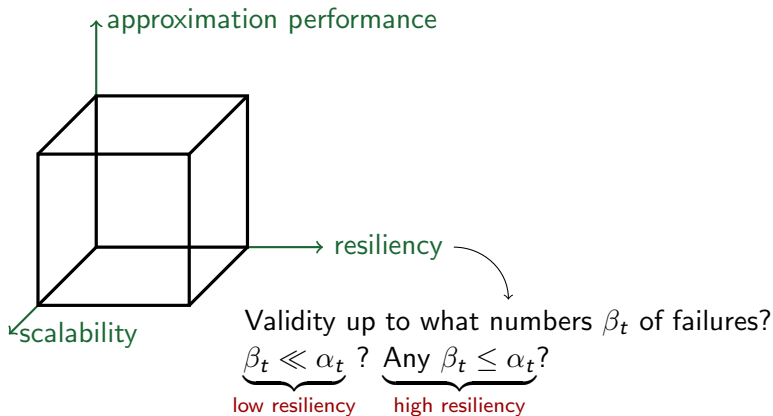 approximation performance
resiliency
scalability
Validity up to what numbers β_t of failures?
β_t ≪ α_t ? Any β_t ≤ α_t?
low resiliency high resiliency